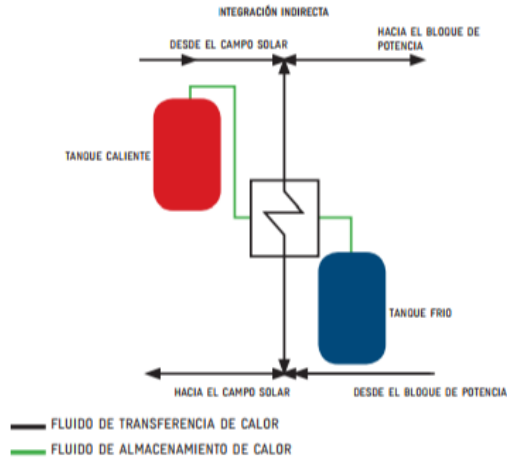 INTEGRACIÓN INDIRECTA
DESDE EL CAMPO SOLAR
HACIA EL BLOQUE DE
POTENCIA
TANQUE CALIENTE
TANQUE FRIO
HACIA EL CAMPO SOLAR
DESDE EL BLOQUE DE POTENCIA
FLUIDO DE TRANSFERENCIA DE CALOR
FLUIDO DE ALMACENAMIENTO DE CALOR